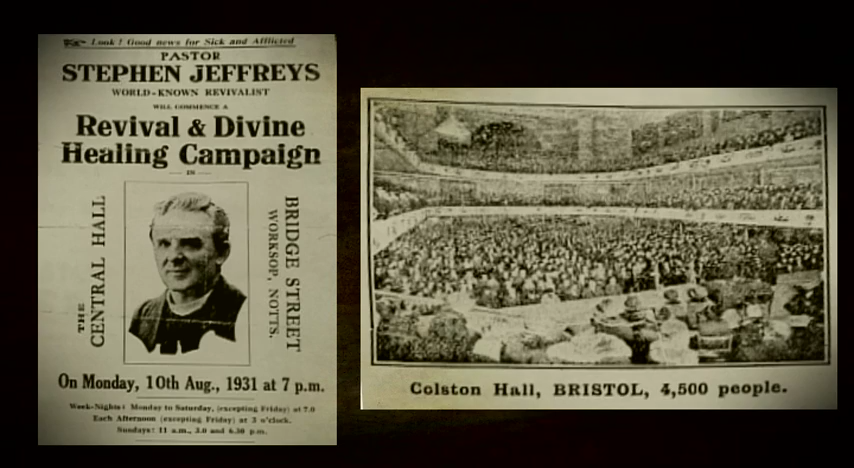 Look! Good news for Sick and Afflicted
PASTOR
STEPHEN JEFFREYS
WORLD-KNOWN REVIVALIST
WILL COMMENCE A
Revival & Divine
Healing Campaign
IN
THE
CENTRAL HALL
BRIDGE STREET
WORKSOP, NOTTS.
On Monday, 10th Aug., 1931 at 7 p.m.
Week-Nights: Monday to Saturday, (excepting Friday) at 7.0
Each Afternoon (excepting Friday) at 3 o'clock.
Sundays: 11 a.m., 3.0 and 6.30 p.m.
Colston Hall, BRISTOL, 4,500 people.